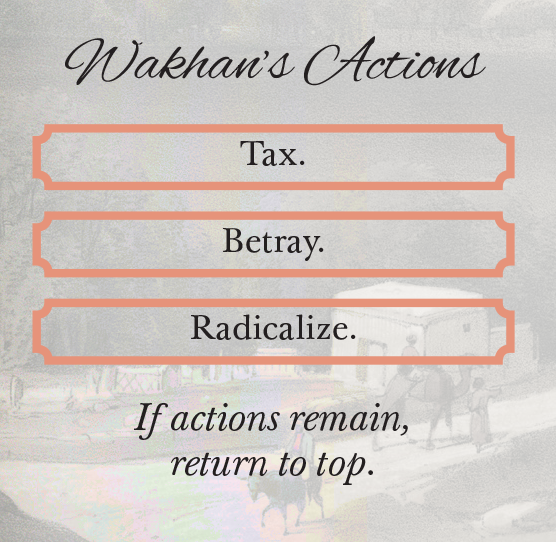 Wakhan's Actions
Tax.
Betray.
Radicalize.
If actions remain,
return to top.